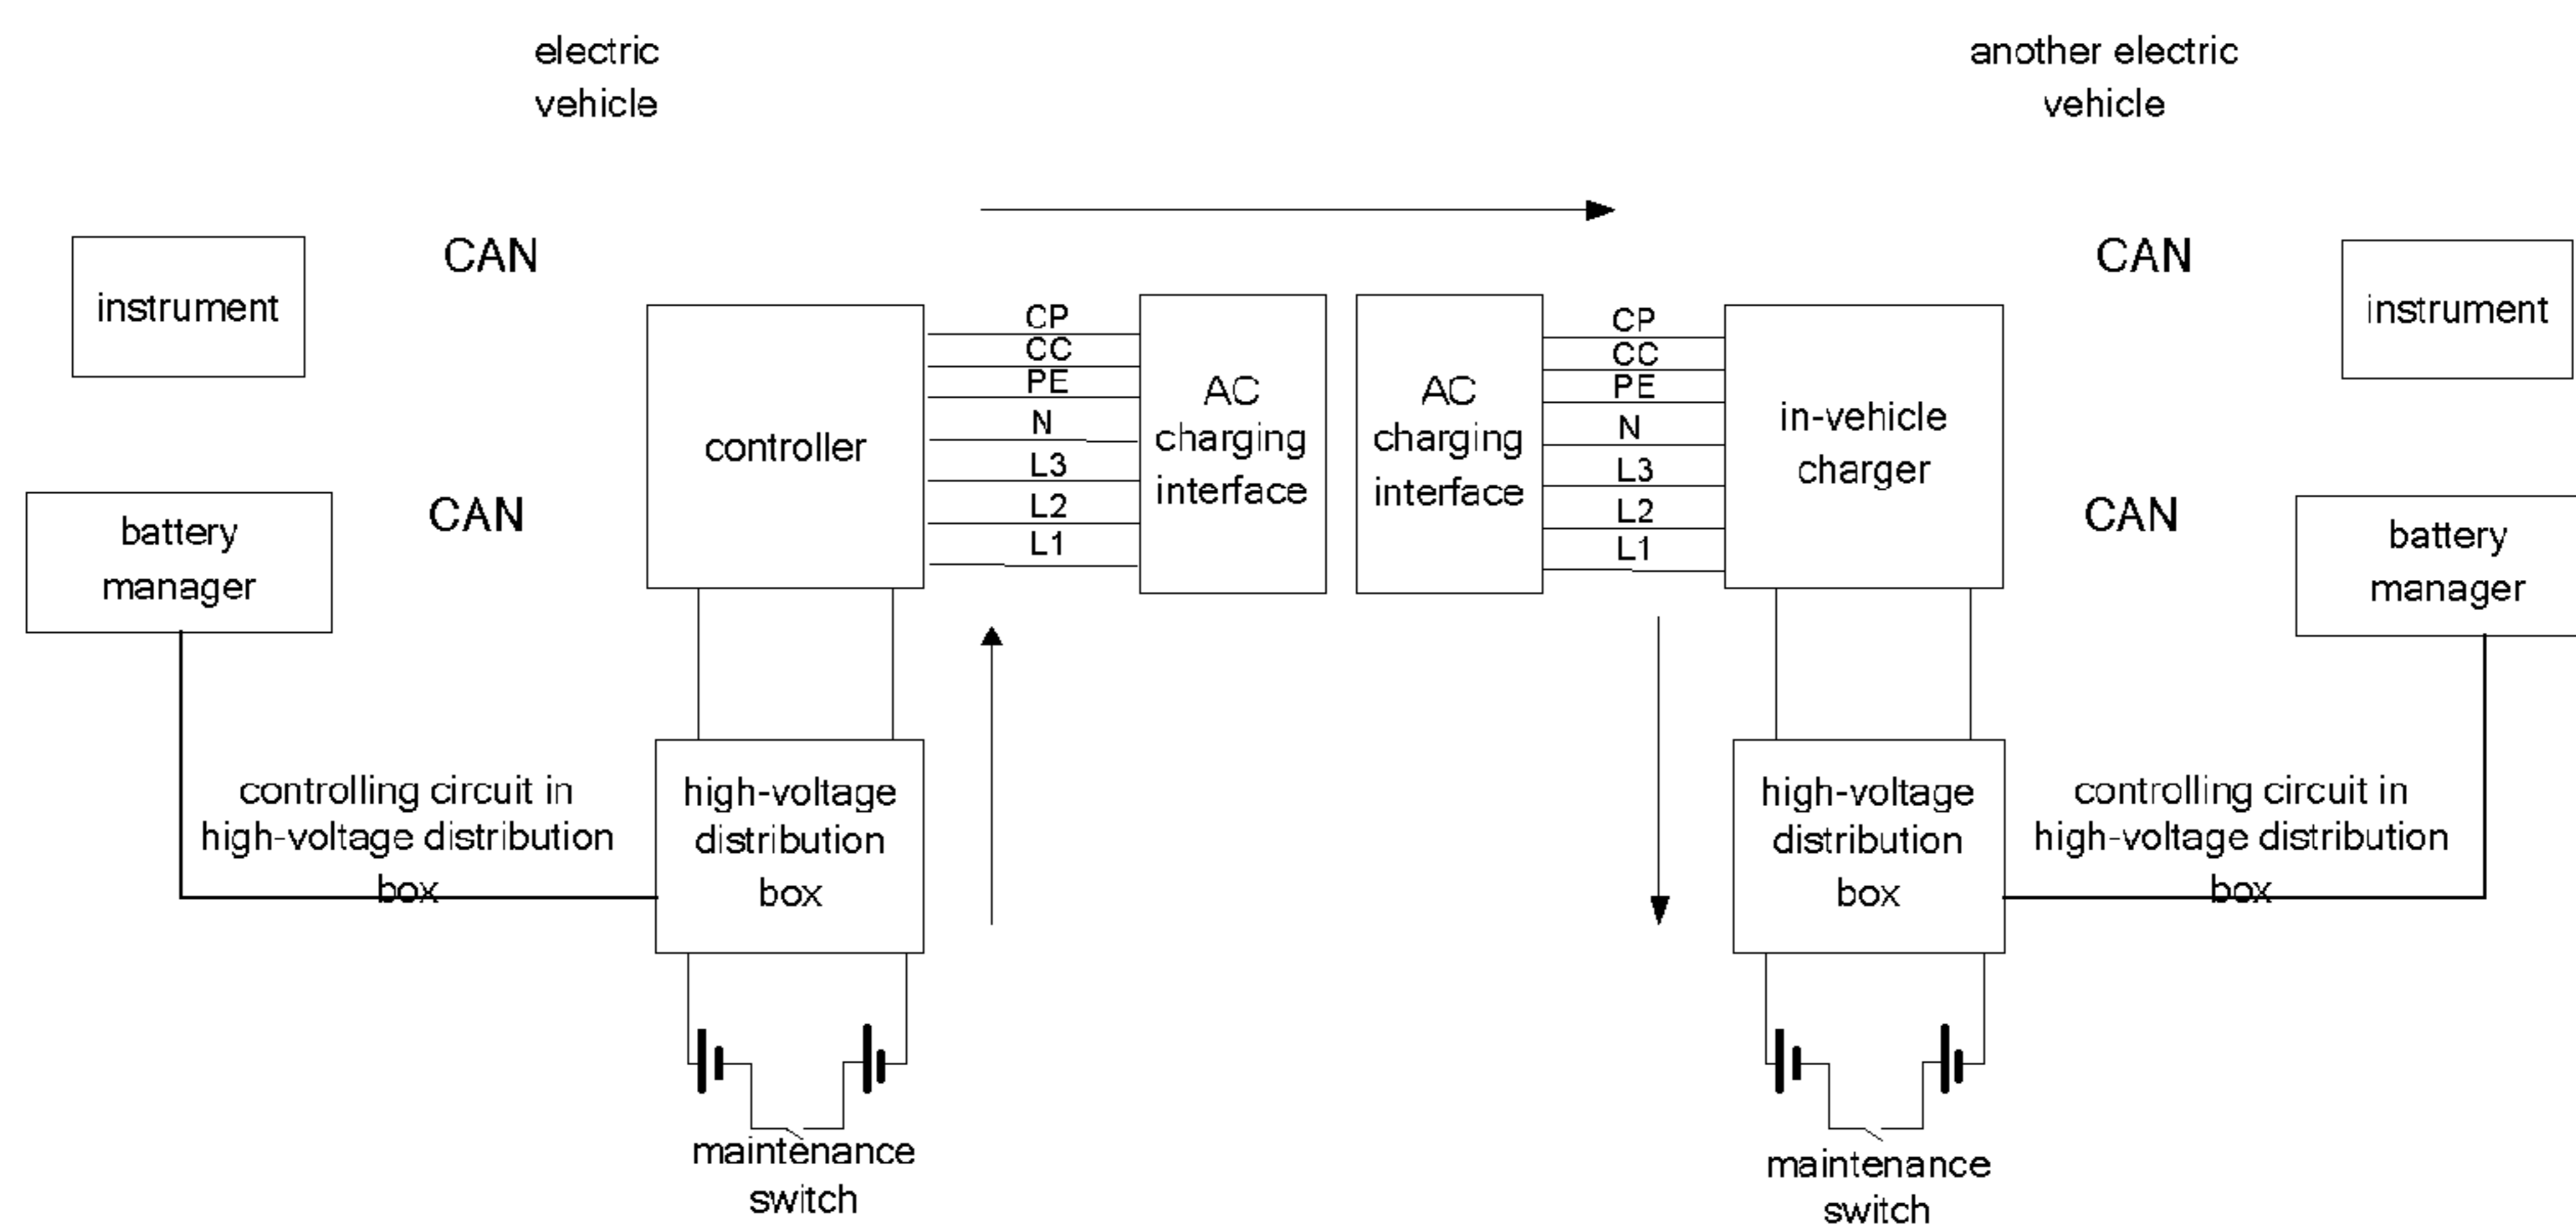 electric
vehicle
another electric
vehicle
instrument
CAN
CAN
instrument
controller
CP
CC
PE
N
L3
L2
L1
AC
charging
interface
AC
charging
interface
CP
CC
PE
N
L3
L2
L1
in-vehicle
charger
battery
manager
CAN
CAN
battery
manager
controlling circuit in
high-voltage distribution
box
high-voltage
distribution
box
high-voltage
distribution
box
controlling circuit in
high-voltage distribution
box
maintenance
switch
maintenance
switch